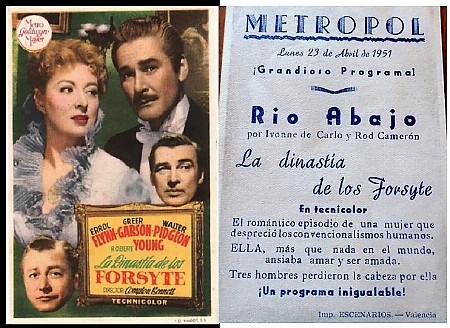 Metro
Goldwyn
Mayer
ERROL GREER WALTER
FLYNN-GARSON-PIDGEON
ROBERT YOUNG
La Dinastía de los
FORSYTE
DIRECTOR Compton Bennett
TECHNICOLOR
METROPOL
Lunes 23 de Abril de 1951
¡Grandioso Programa!
Río Abajo
por Ivonne de Carlo y Rod Camerón
La dinastía
de los Forsyte
En tecnicolor
El romántico episodio de una mujer que
despreció los convencionalismos humanos.
ELLA, más que nada en el mundo,
ansiaba amar y ser amada.
Tres hombres perdieron la cabeza por ella
¡Un programa inigualable!
Imp. ESCENARIOS. — Valencia